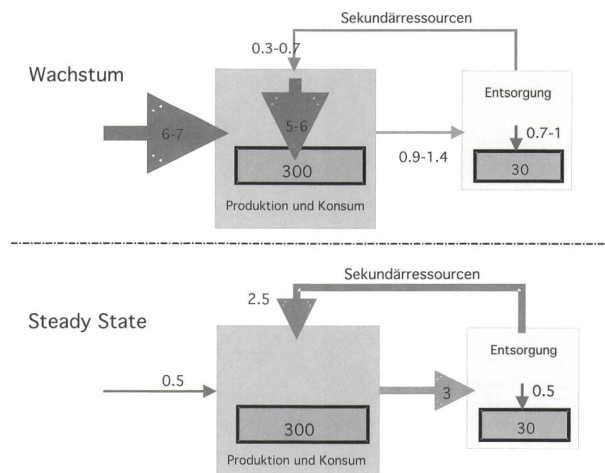 Sekundärressourcen
0.3-0.7
Wachstum
Entsorgung
6-7
5-6
0.7-1
0.9-1.4
300
30
Produktion und Konsum
Sekundärressourcen
2.5
Steady State
Entsorgung
0.5
3
0.5
300
30
Produktion und Konsum